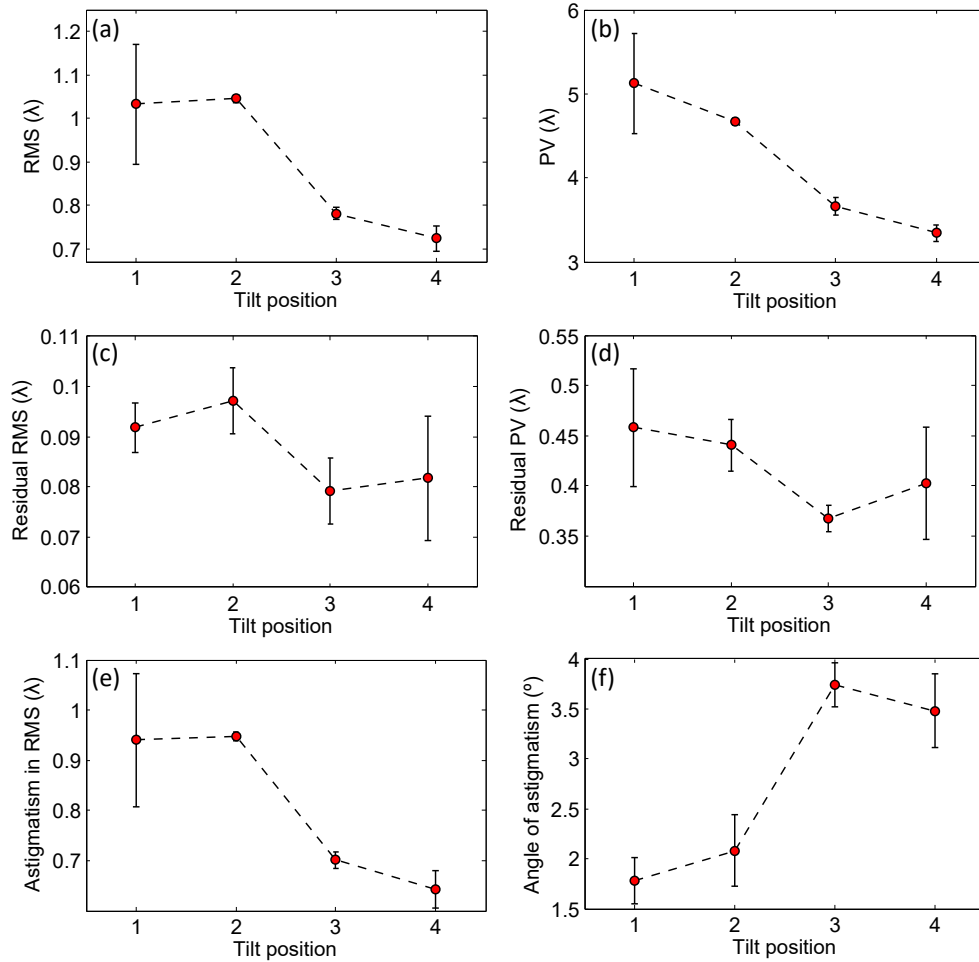 (a)
RMS (λ)
1.2
1.1
1
0.9
0.8
0.7
1 2 3 4
Tilt position
(b)
PV (λ)
6
5
4
3
1 2 3 4
Tilt position
(c)
Residual RMS (λ)
0.11
0.1
0.09
0.08
0.07
0.06
1 2 3 4
Tilt position
(d)
Residual PV (λ)
0.55
0.5
0.45
0.4
0.35
1 2 3 4
Tilt position
(e)
Astigmatism in RMS (λ)
1.1
1
0.9
0.8
0.7
1 2 3 4
Tilt position
(f)
Angle of astigmatism (º)
4
3.5
3
2.5
2
1.5
1 2 3 4
Tilt position